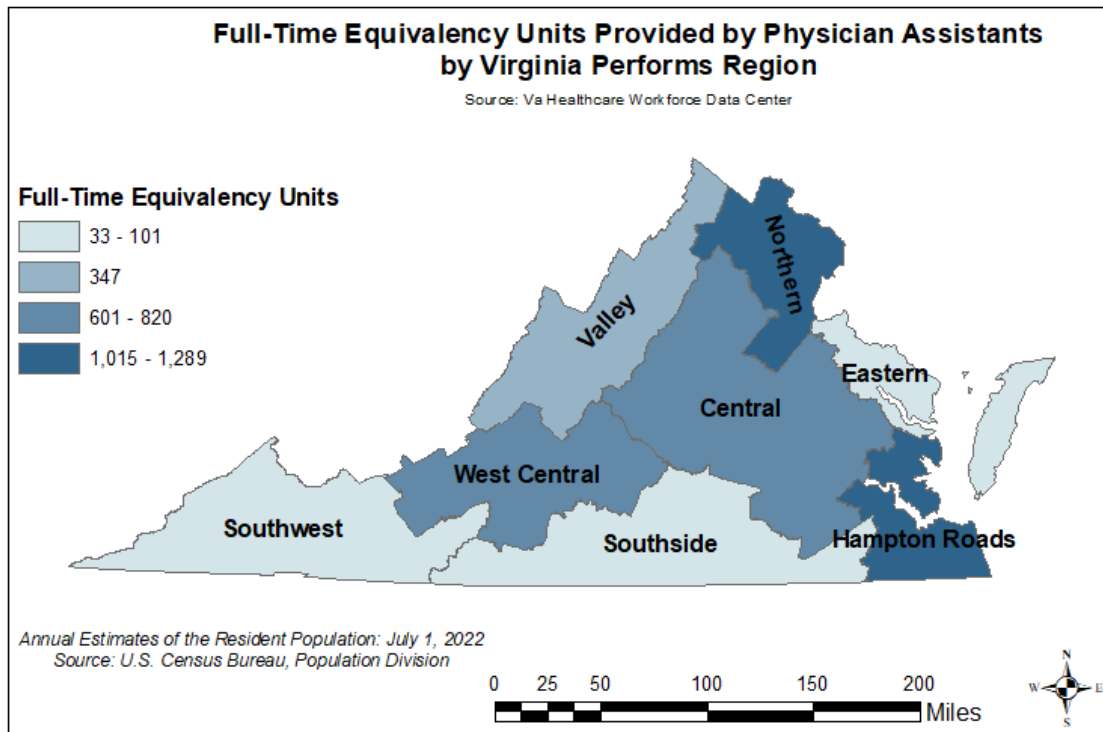 Full-Time Equivalency Units Provided by Physician Assistants
by Virginia Performs Region
Source: Va Healthcare Workforce Data Center
Full-Time Equivalency Units
33 - 101
347
601 - 820
1,015 - 1,289
Northern
Valley
Eastern
Central
West Central
Southwest
Southside
Hampton Roads
Annual Estimates of the Resident Population: July 1, 2022
Source: U.S. Census Bureau, Population Division
0 25 50 100 150 200
Miles
N
W E
S